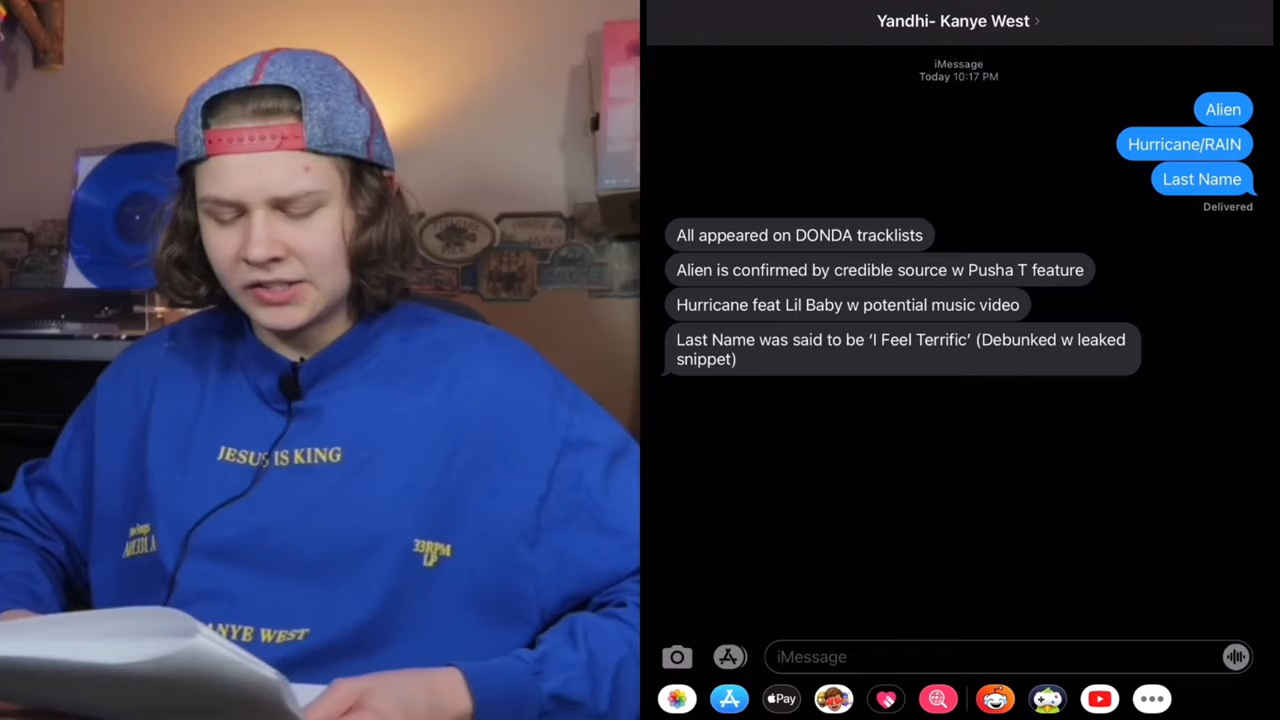 JESUS IS KING
33RPM
LP
ANYE WEST
Yandhi- Kanye West
iMessage
Today 10:17 PM
Alien
Hurricane/RAIN
Last Name
Delivered
All appeared on DONDA tracklists
Alien is confirmed by credible source w Pusha T feature
Hurricane feat Lil Baby w potential music video
Last Name was said to be ‘I Feel Terrific’ (Debunked w leaked
snippet)
iMessage
Pay